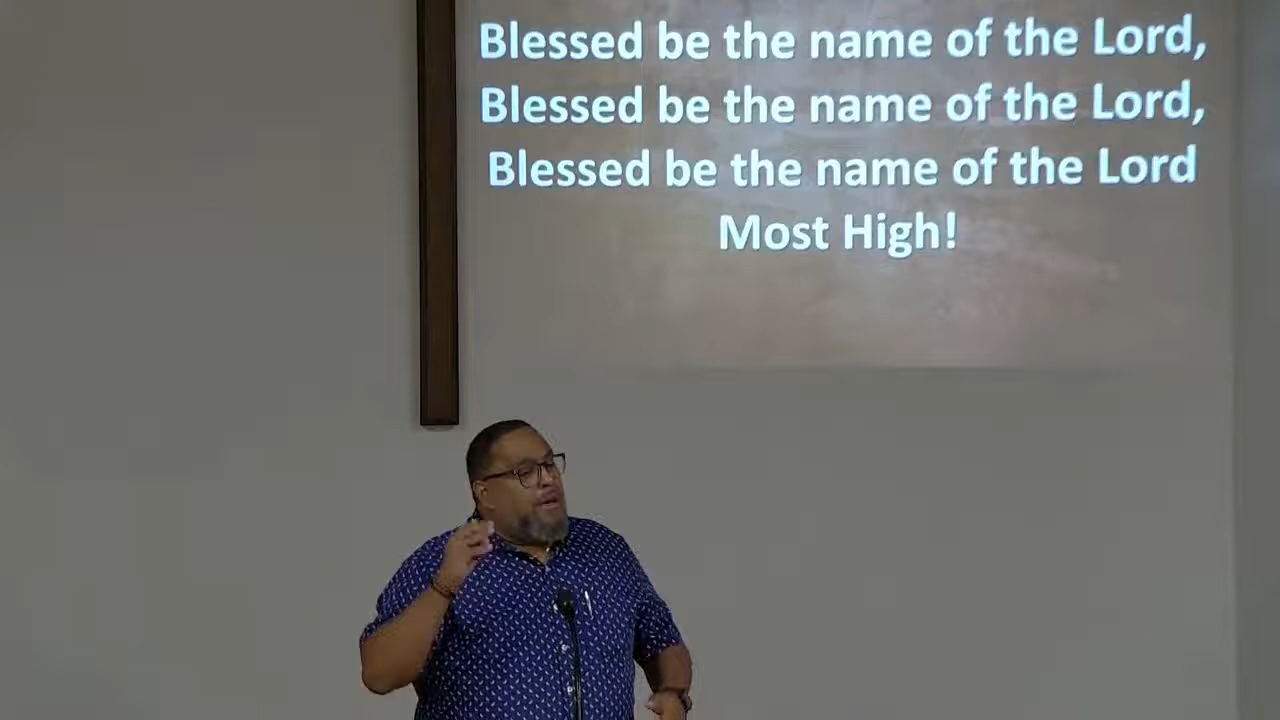 Blessed be the name of the Lord,
Blessed be the name of the Lord,
Blessed be the name of the Lord
Most High!